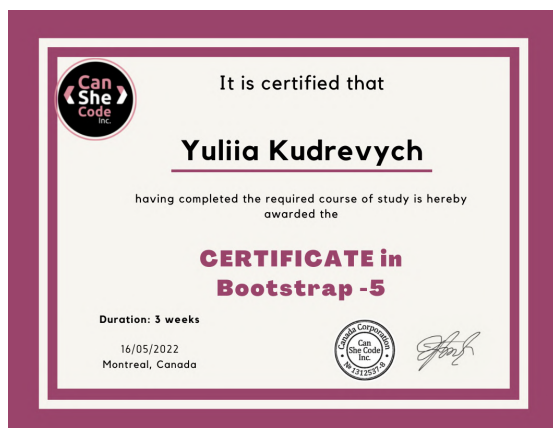 Can
She
Code
Inc.
It is certified that
Yuliia Kudrevych
having completed the required course of study is hereby
awarded the
CERTIFICATE in
Bootstrap -5
Duration: 3 weeks
16/05/2022
Montreal, Canada
Canada Corporation
Can
She Code
Inc.
№ 1312537-8